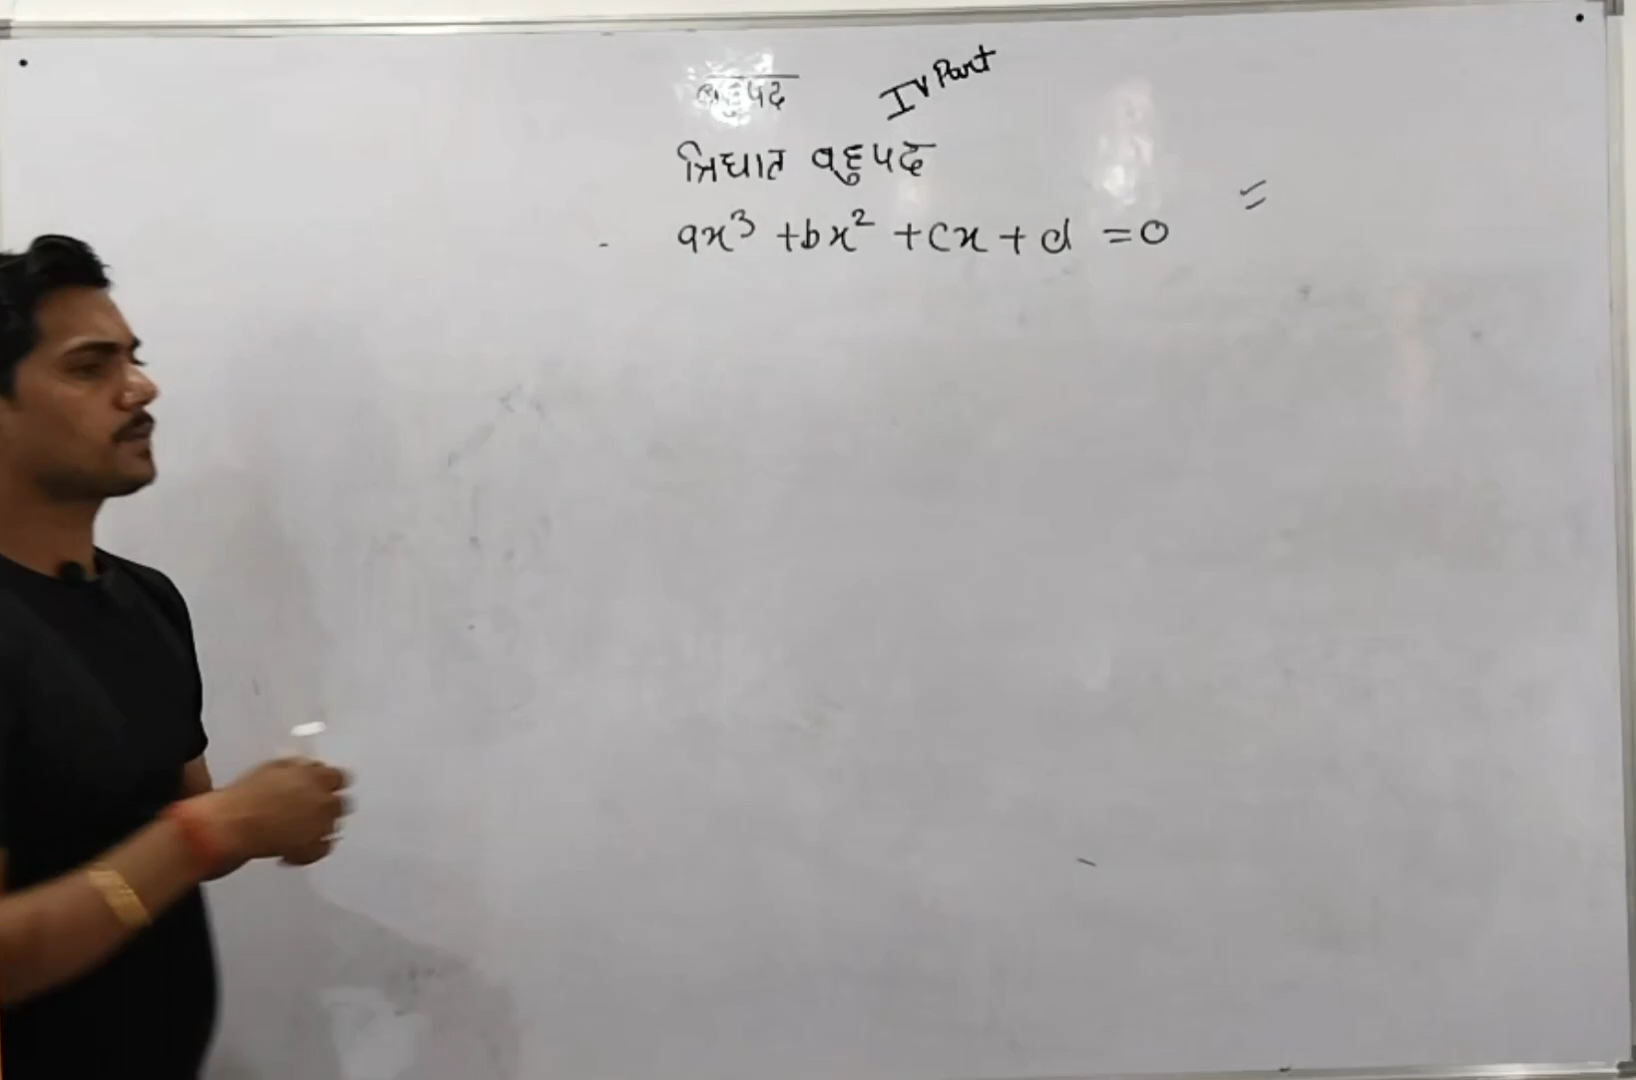 बहुपद IV Part
त्रिघात बहुपद
ax³ + bx² + cx + d = 0 =